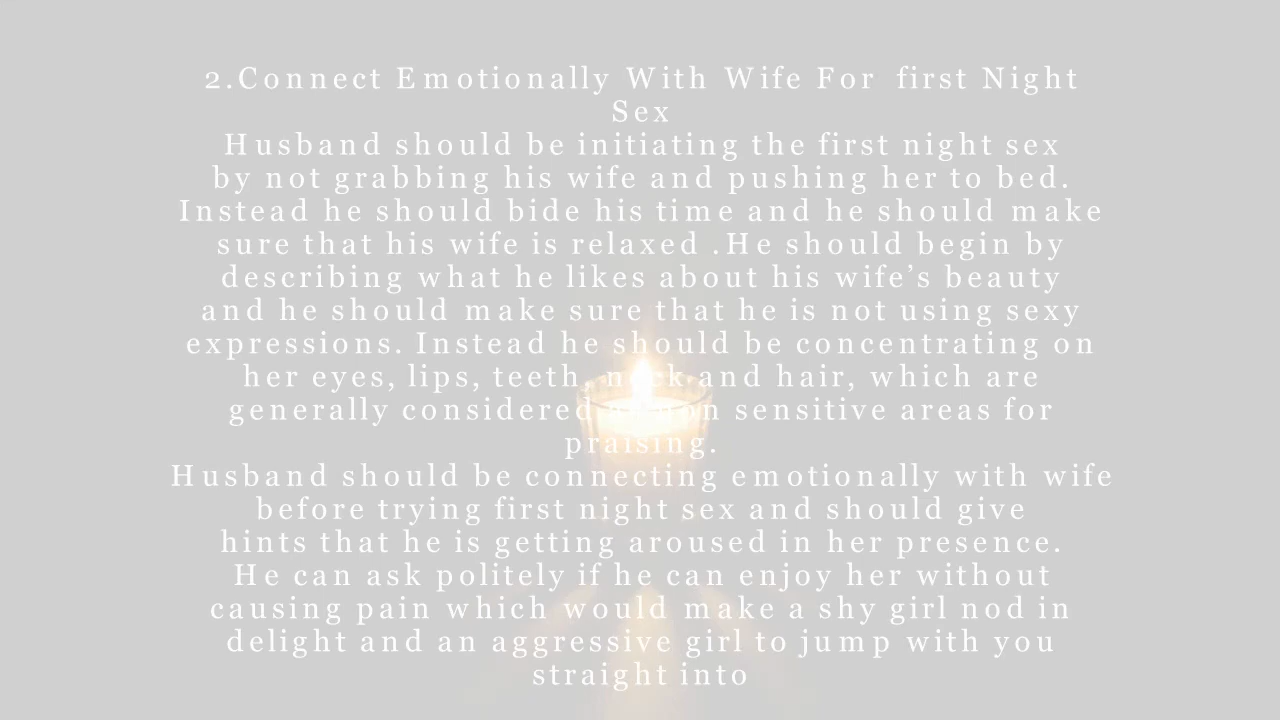 2.Connect Emotionally With Wife For first Night
Sex
Husband should be initiating the first night sex
by not grabbing his wife and pushing her to bed.
Instead he should bide his time and he should make
sure that his wife is relaxed .He should begin by
describing what he likes about his wife’s beauty
and he should make sure that he is not using sexy
expressions. Instead he should be concentrating on
her eyes, lips, teeth, neck and hair, which are
generally considered as non sensitive areas for
praising.
Husband should be connecting emotionally with wife
before trying first night sex and should give
hints that he is getting aroused in her presence.
He can ask politely if he can enjoy her without
causing pain which would make a shy girl nod in
delight and an aggressive girl to jump with you
straight into